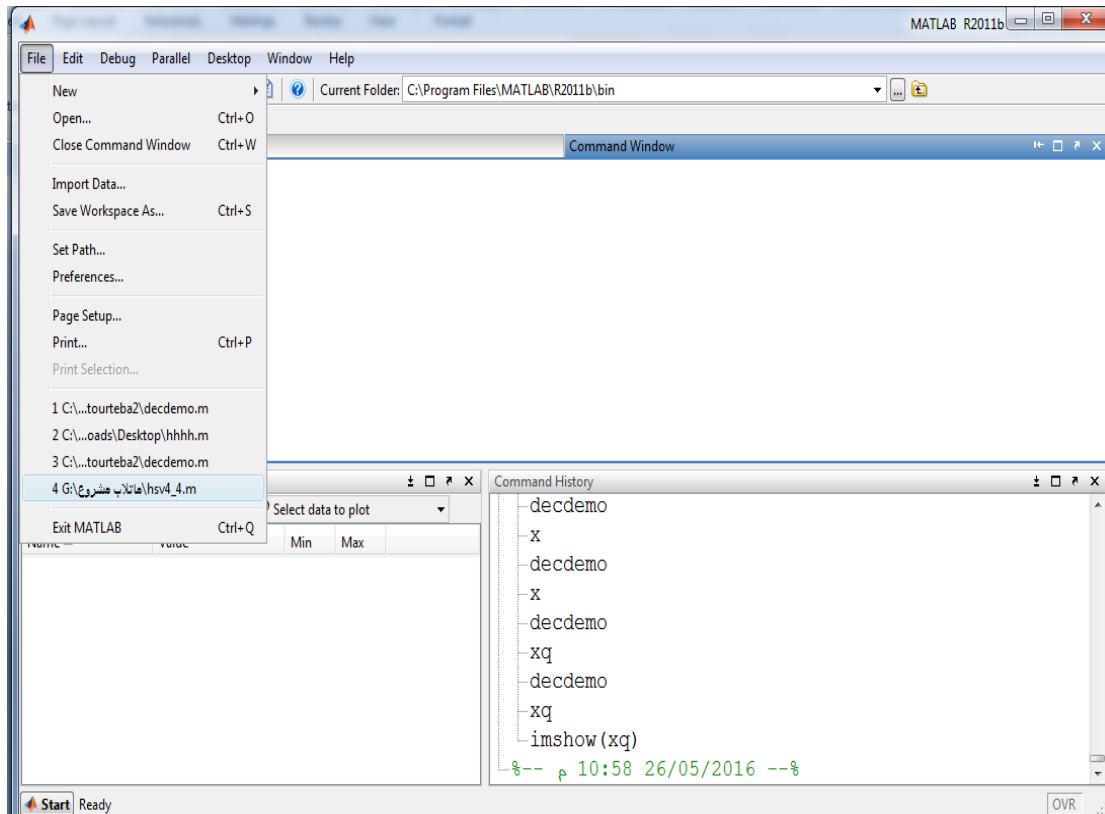 MATLAB R2011b
File Edit Debug Parallel Desktop Window Help
Current Folder: C:\Program Files\MATLAB\R2011b\bin
New
Open... Ctrl+O
Close Command Window Ctrl+W
Import Data...
Save Workspace As... Ctrl+S
Set Path...
Preferences...
Page Setup...
Print... Ctrl+P
Print Selection...
1 C:\...tourteba2\decdemo.m
2 C:\...oads\Desktop\hhhh.m
3 C:\...tourteba2\decdemo.m
4 G:\ماتلاب مشروع\hsv4_4.m
Exit MATLAB Ctrl+Q
Command Window
Select data to plot
Min Max
Command History
decdemo
x
decdemo
x
decdemo
xq
decdemo
xq
imshow(xq)
%-- م 10:58 26/05/2016 --%
Start Ready
OVR